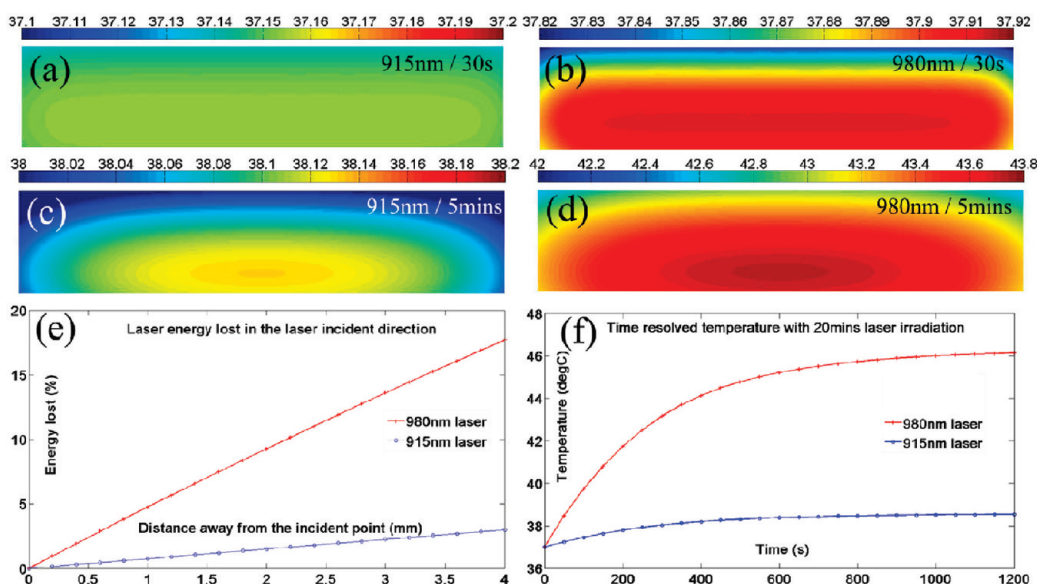 37.1 37.11 37.12 37.13 37.14 37.15 37.16 37.17 37.18 37.19 37.2
(a) 915nm / 30s
37.82 37.83 37.84 37.85 37.86 37.87 37.88 37.89 37.9 37.91 37.92
(b) 980nm / 30s
38 38.02 38.04 38.06 38.08 38.1 38.12 38.14 38.16 38.18 38.2
(c) 915nm / 5mins
42 42.2 42.4 42.6 42.8 43 43.2 43.4 43.6 43.8
(d) 980nm / 5mins
(e)
Laser energy lost in the laser incident direction
Energy lost (%)
20
15
10
5
0
980nm laser
915nm laser
Distance away from the incident point (mm)
0 0.5 1 1.5 2 2.5 3 3.5 4
(f)
Time resolved temperature with 20mins laser irradiation
Temperature (degC)
48
46
44
42
40
38
36
980nm laser
915nm laser
Time (s)
0 200 400 600 800 1000 1200